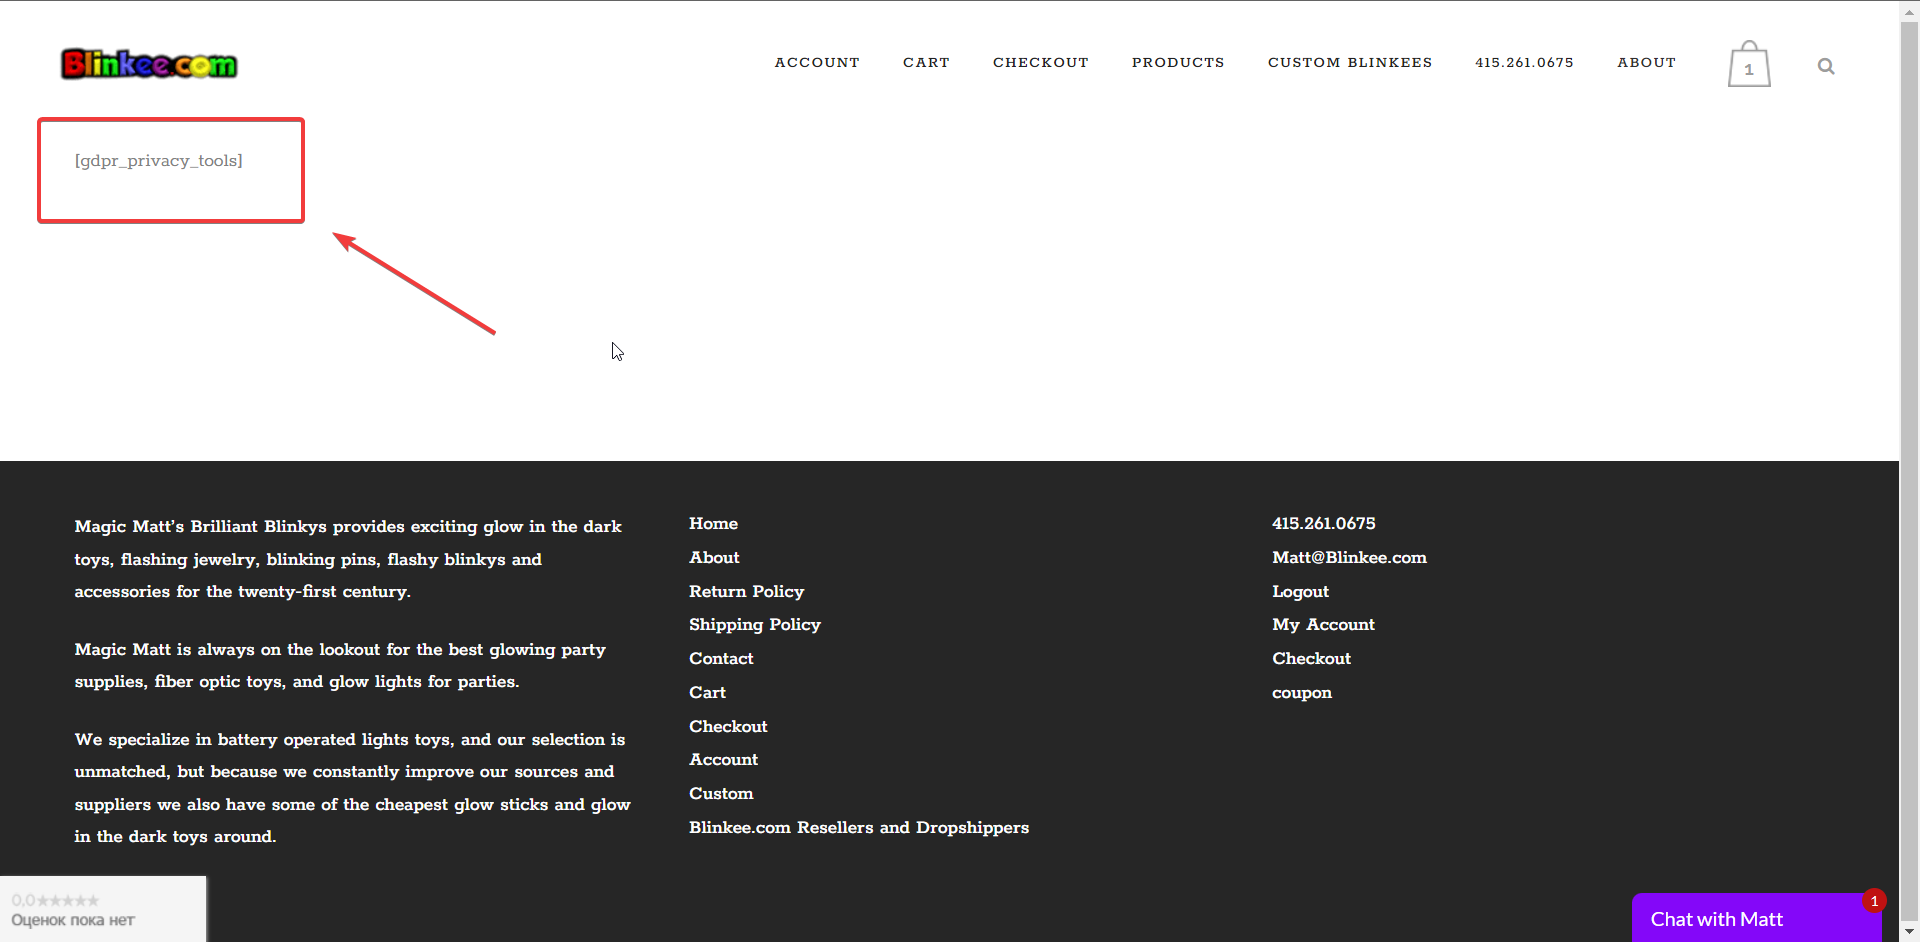 Blinkee.com
ACCOUNT
CART
CHECKOUT
PRODUCTS
CUSTOM BLINKEES
415.261.0675
ABOUT
1
[gdpr_privacy_tools]
Magic Matt’s Brilliant Blinkys provides exciting glow in the dark
toys, flashing jewelry, blinking pins, flashy blinkys and
accessories for the twenty-first century.
Magic Matt is always on the lookout for the best glowing party
supplies, fiber optic toys, and glow lights for parties.
We specialize in battery operated lights toys, and our selection is
unmatched, but because we constantly improve our sources and
suppliers we also have some of the cheapest glow sticks and glow
in the dark toys around.
Home
About
Return Policy
Shipping Policy
Contact
Cart
Checkout
Account
Custom
Blinkee.com Resellers and Dropshippers
415.261.0675
Matt@Blinkee.com
Logout
My Account
Checkout
coupon
0,0★★★★★
Оценок пока нет
Chat with Matt
1